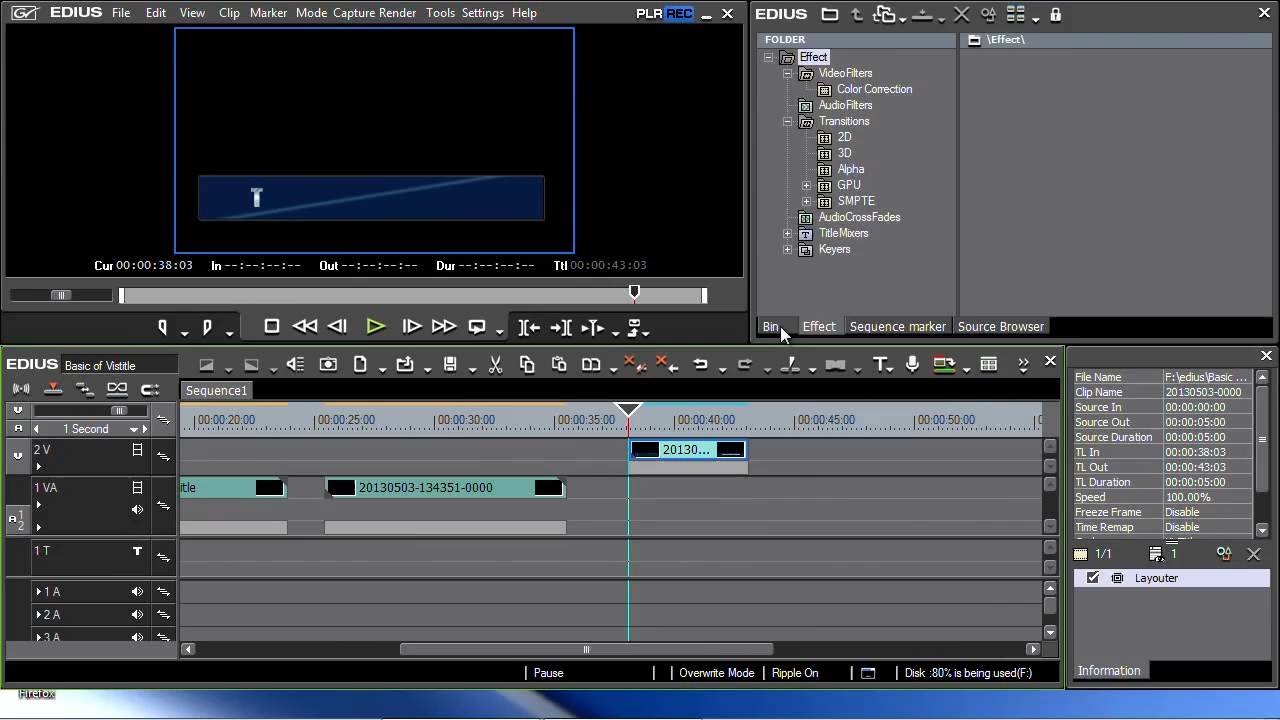 EDIUS File Edit View Clip Marker Mode Capture Render Tools Settings Help PLR REC
T
Cur 00:00:38:03 In --:--:--:-- Out --:--:--:-- Dur --:--:--:-- Ttl 00:00:43:03
EDIUS
FOLDER
\Effect\
Effect
VideoFilters
Color Correction
AudioFilters
Transitions
2D
3D
Alpha
GPU
SMPTE
AudioCrossFades
TitleMixers
Keyers
Bin Effect Sequence marker Source Browser
EDIUS Basic of Vistitle
Sequence1
1 Second
00:00:20:00 00:00:25:00 00:00:30:00 00:00:35:00 00:00:40:00 00:00:45:00 00:00:50:00
2 V
20130...
1 VA
itle
20130503-134351-0000
A 1
2
1 T
1 A
2 A
3 A
Pause Overwrite Mode Ripple On Disk :80% is being used(F:)
File Name F:\edius\Basic ...
Clip Name 20130503-0000
Source In 00:00:00:00
Source Out 00:00:05:00
Source Duration 00:00:05:00
TL In 00:00:38:03
TL Out 00:00:43:03
TL Duration 00:00:05:00
Speed 100.00%
Freeze Frame Disable
Time Remap Disable
1/1 1
Layouter
Information
Firefox